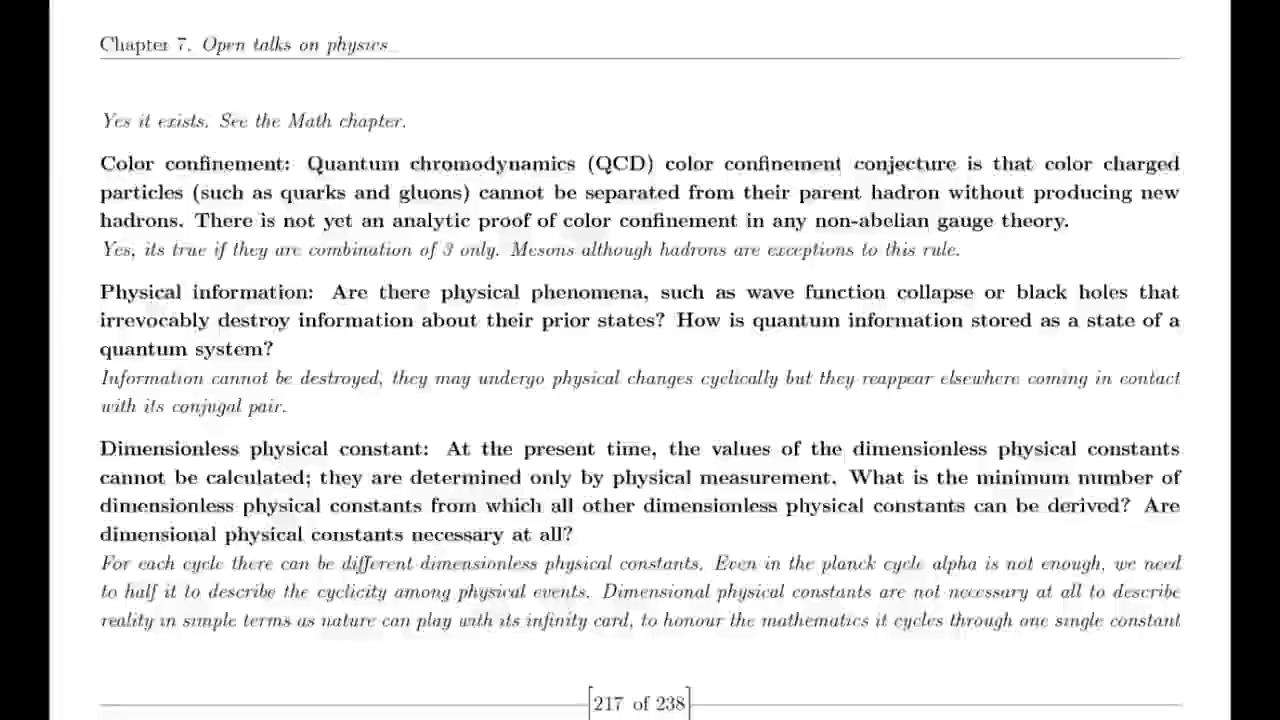 Chapter 7. Open talks on physics
Yes it exists. See the Math chapter.
Color confinement: Quantum chromodynamics (QCD) color confinement conjecture is that color charged
particles (such as quarks and gluons) cannot be separated from their parent hadron without producing new
hadrons. There is not yet an analytic proof of color confinement in any non-abelian gauge theory.
Yes, its true if they are combination of 3 only. Mesons although hadrons are exceptions to this rule.
Physical information: Are there physical phenomena, such as wave function collapse or black holes that
irrevocably destroy information about their prior states? How is quantum information stored as a state of a
quantum system?
Information cannot be destroyed, they may undergo physical changes cyclically but they reappear elsewhere coming in contact
with its conjugal pair.
Dimensionless physical constant: At the present time, the values of the dimensionless physical constants
cannot be calculated; they are determined only by physical measurement. What is the minimum number of
dimensionless physical constants from which all other dimensionless physical constants can be derived? Are
dimensional physical constants necessary at all?
For each cycle there can be different dimensionless physical constants. Even in the planck cycle alpha is not enough, we need
to half it to describe the cyclicity among physical events. Dimensional physical constants are not necessary at all to describe
reality in simple terms as nature can play with its infinity card, to honour the mathematics it cycles through one single constant
217 of 238